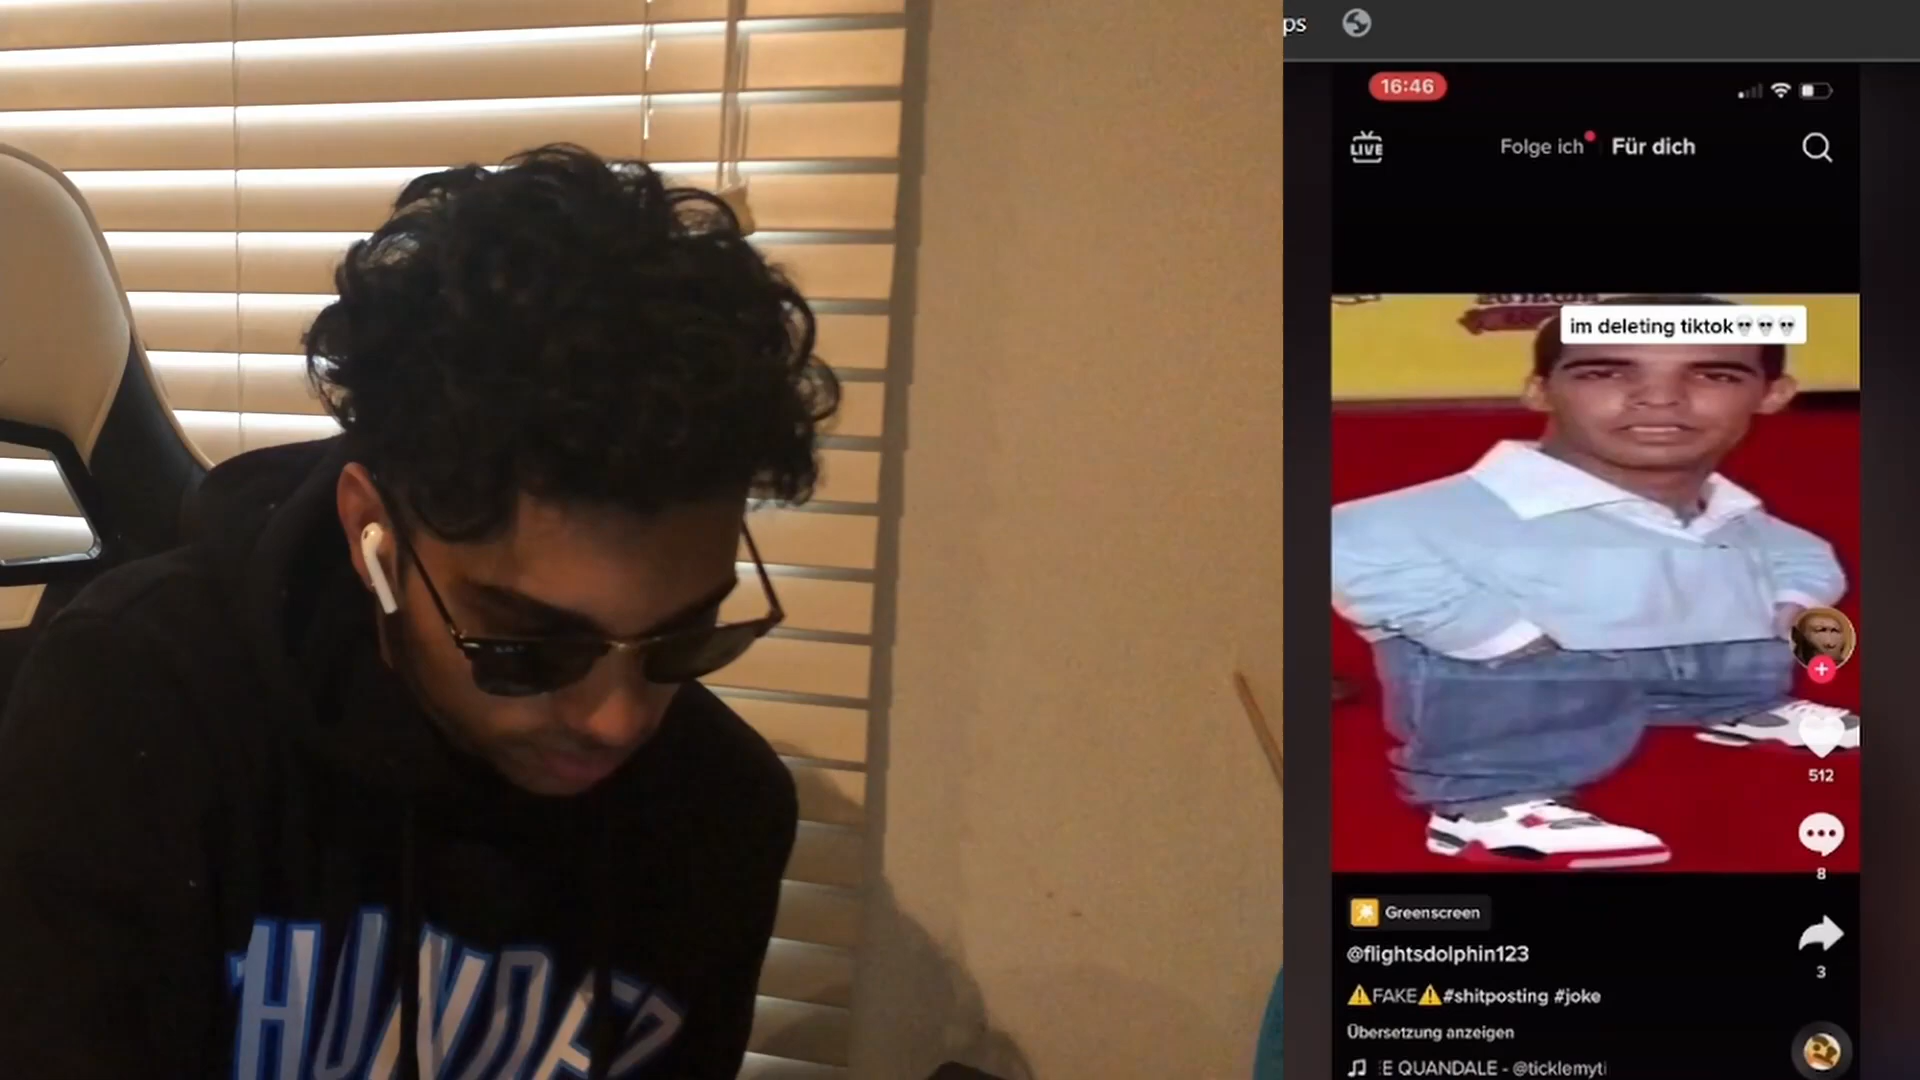 ps
16:46
LIVE
Folge ich
Für dich
im deleting tiktok💀💀💀
512
8
Greenscreen
@flightsdolphin123
3
⚠️FAKE⚠️#shitposting #joke
Übersetzung anzeigen
E QUANDALE - @ticklemyti